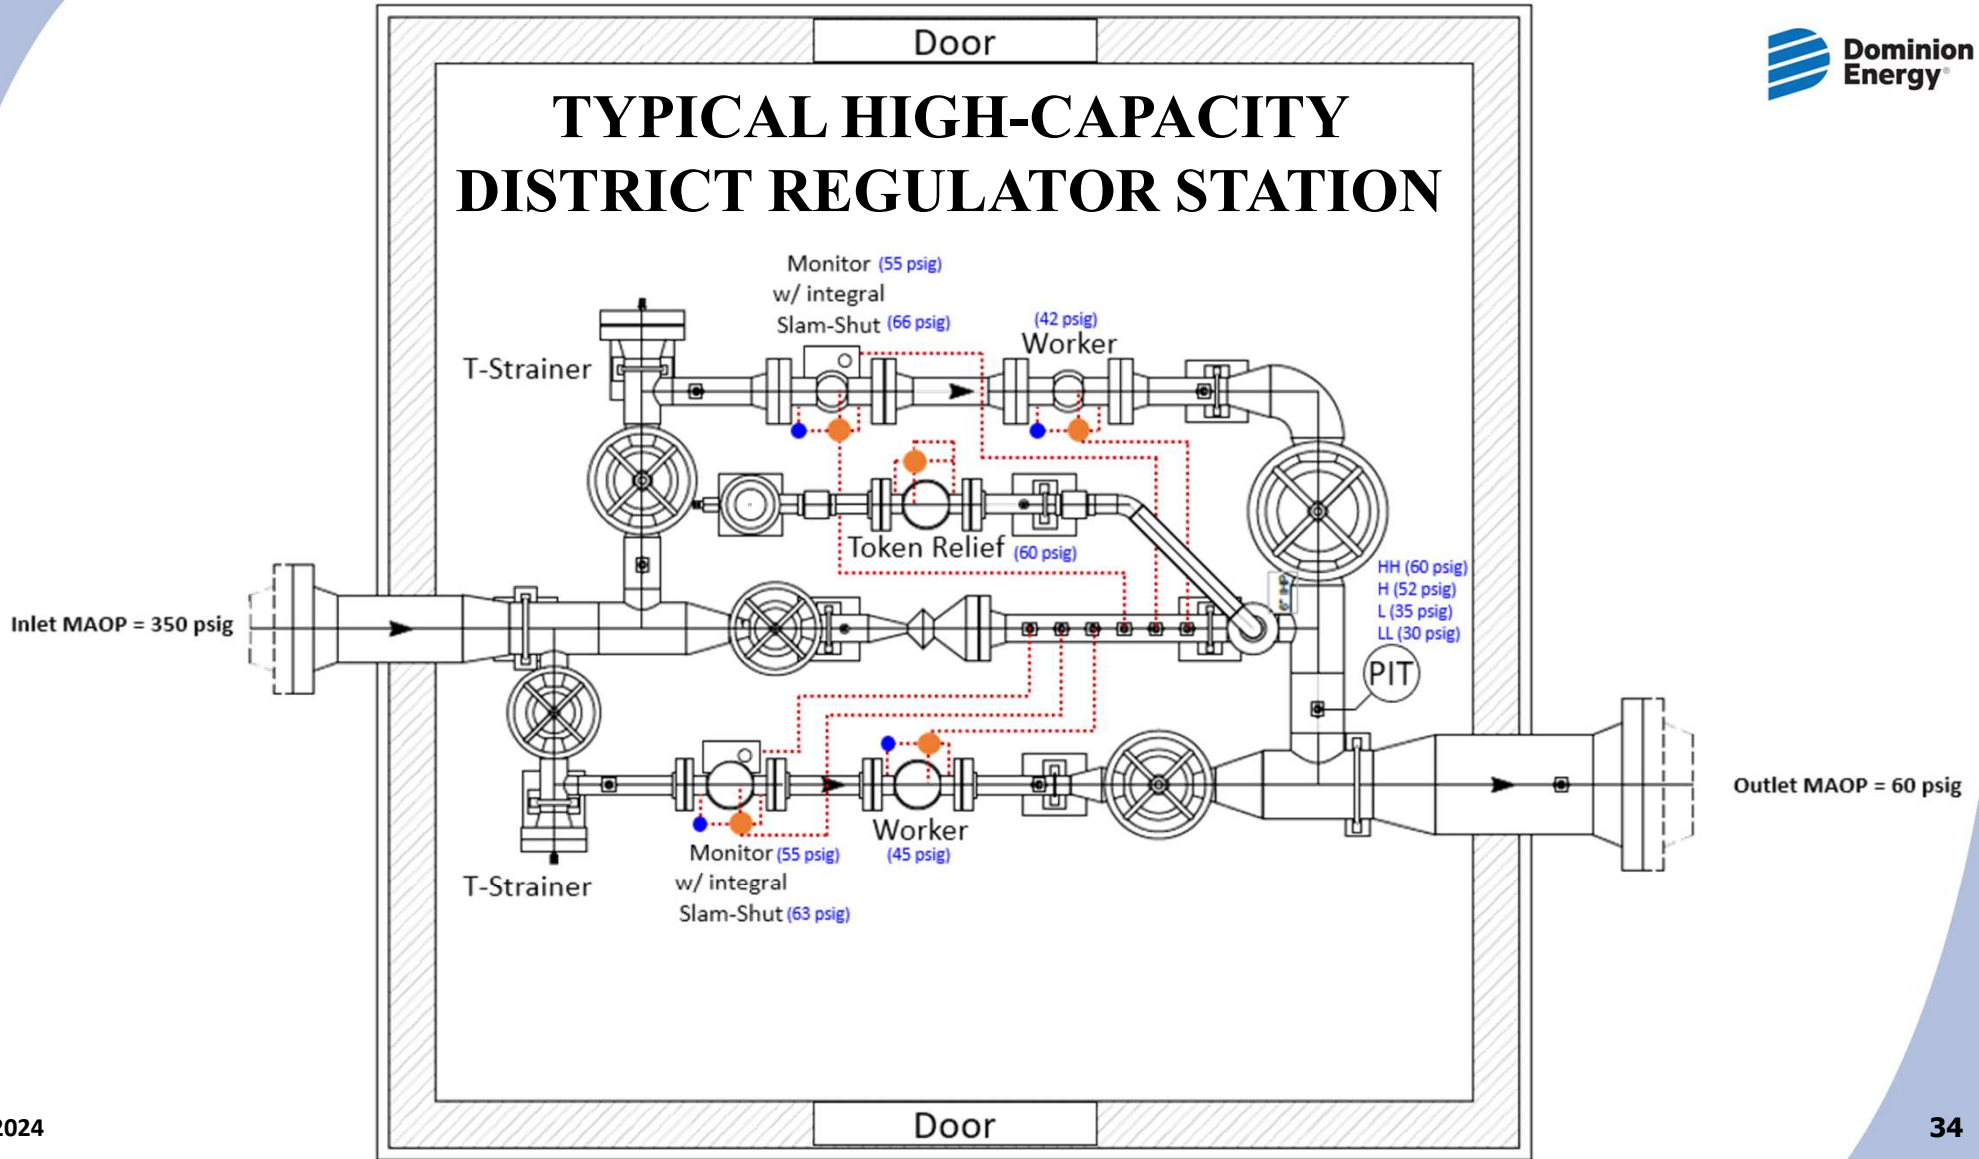 Door
Dominion
Energy®
TYPICAL HIGH-CAPACITY
DISTRICT REGULATOR STATION
Monitor (55 psig)
w/ integral
Slam-Shut (66 psig)
(42 psig)
Worker
T-Strainer
Token Relief (60 psig)
HH (60 psig)
H (52 psig)
L (35 psig)
LL (30 psig)
Inlet MAOP = 350 psig
PIT
Outlet MAOP = 60 psig
Worker
(45 psig)
Monitor (55 psig)
w/ integral
Slam-Shut (63 psig)
T-Strainer
Door
2024
34